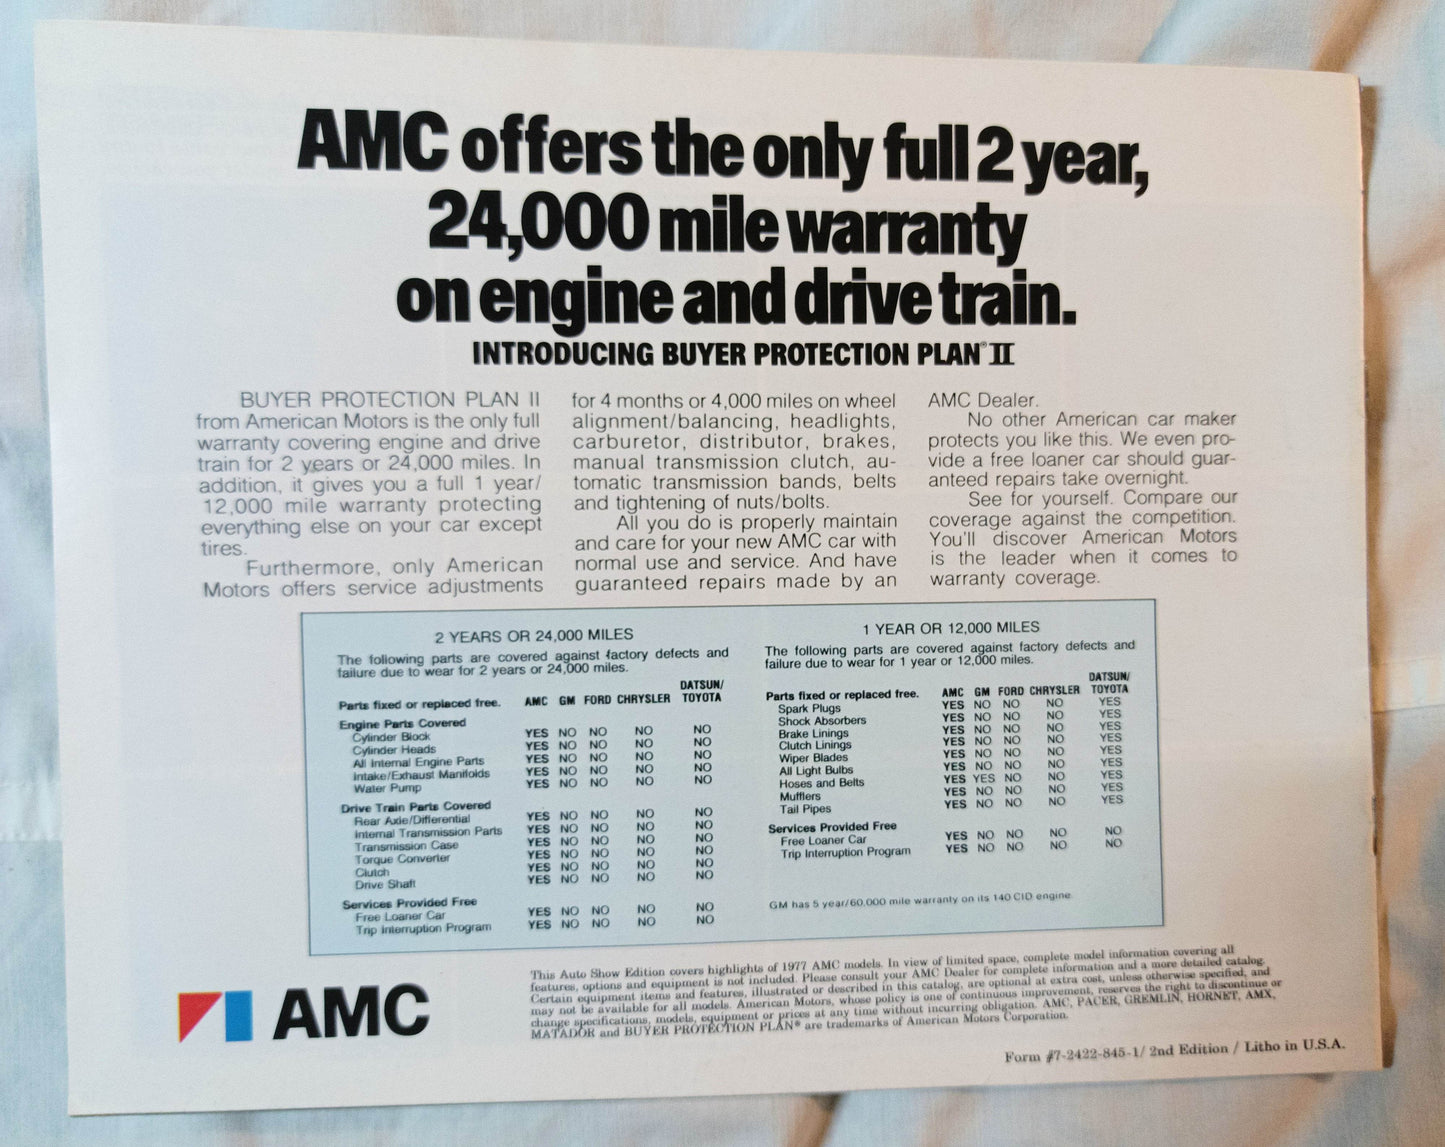 AMC offers the only full 2 year,
24,000 mile warranty
on engine and drive train.
INTRODUCING BUYER PROTECTION PLAN® II
BUYER PROTECTION PLAN II
from American Motors is the only full
warranty covering engine and drive
train for 2 years or 24,000 miles. In
addition, it gives you a full 1 year/
12,000 mile warranty protecting
everything else on your car except
tires.
Furthermore, only American
Motors offers service adjustments
for 4 months or 4,000 miles on wheel
alignment/balancing, headlights,
carburetor, distributor, brakes,
manual transmission clutch, au-
tomatic transmission bands, belts
and tightening of nuts/bolts.
All you do is properly maintain
and care for your new AMC car with
normal use and service. And have
guaranteed repairs made by an
AMC Dealer.
No other American car maker
protects you like this. We even pro-
vide a free loaner car should guar-
anteed repairs take overnight.
See for yourself. Compare our
coverage against the competition.
You'll discover American Motors
is the leader when it comes to
warranty coverage.
2 YEARS OR 24,000 MILES
The following parts are covered against factory defects and
failure due to wear for 2 years or 24,000 miles.
DATSUN/
Parts fixed or replaced free. AMC GM FORD CHRYSLER TOYOTA
Engine Parts Covered
Cylinder Block YES NO NO NO NO
Cylinder Heads YES NO NO NO NO
All Internal Engine Parts YES NO NO NO NO
Intake/Exhaust Manifolds YES NO NO NO NO
Water Pump YES NO NO NO NO
Drive Train Parts Covered
Rear Axle/Differential YES NO NO NO NO
Internal Transmission Parts YES NO NO NO NO
Transmission Case YES NO NO NO NO
Torque Converter YES NO NO NO NO
Clutch YES NO NO NO NO
Drive Shaft YES NO NO NO NO
Services Provided Free
Free Loaner Car YES NO NO NO NO
Trip Interruption Program YES NO NO NO NO
1 YEAR OR 12,000 MILES
The following parts are covered against factory defects and
failure due to wear for 1 year or 12,000 miles.
DATSUN/
Parts fixed or replaced free. AMC GM FORD CHRYSLER TOYOTA
Spark Plugs YES NO NO NO YES
Shock Absorbers YES NO NO NO YES
Brake Linings YES NO NO NO YES
Clutch Linings YES NO NO NO YES
Wiper Blades YES NO NO NO YES
All Light Bulbs YES NO NO NO YES
Hoses and Belts YES YES NO NO YES
Mufflers YES NO NO NO YES
Tail Pipes YES NO NO NO YES
Services Provided Free
Free Loaner Car YES NO NO NO NO
Trip Interruption Program YES NO NO NO NO
GM has 5 year/60,000 mile warranty on its 140 CID engine.
AMC
This Auto Show Edition covers highlights of 1977 AMC models. In view of limited space, complete model information covering all
features, options and equipment is not included. Please consult your AMC Dealer for complete information and a more detailed catalog.
Certain equipment items and features, illustrated or described in this catalog, are optional at extra cost, unless otherwise specified, and
may not be available for all models. American Motors, whose policy is one of continuous improvement, reserves the right to discontinue or
change specifications, models, equipment or prices at any time without incurring obligation. AMC, PACER, GREMLIN, HORNET, AMX,
MATADOR and BUYER PROTECTION PLAN® are trademarks of American Motors Corporation.
Form #7-2422-845-1/ 2nd Edition / Litho in U.S.A.